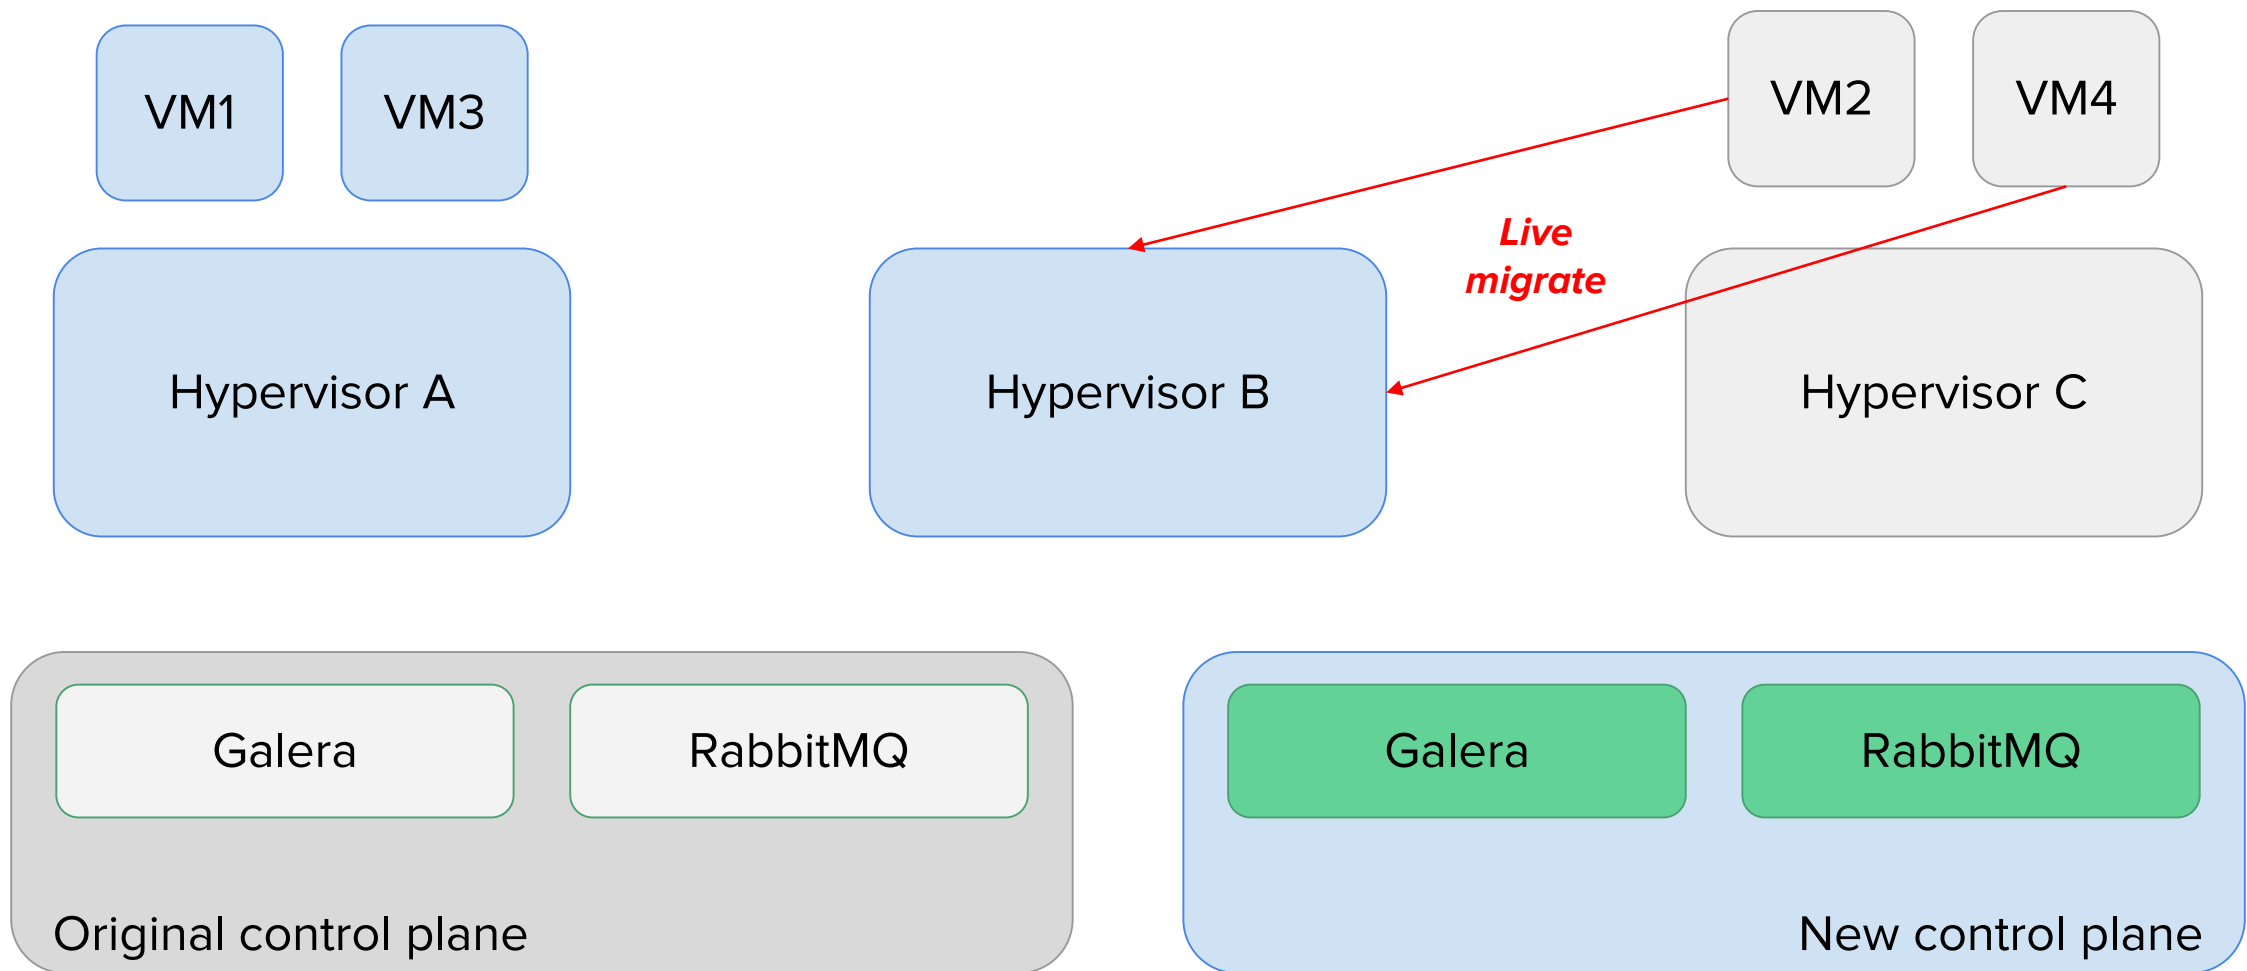 VM1
VM3
VM2
VM4
Live
migrate
Hypervisor A
Hypervisor B
Hypervisor C
Galera
RabbitMQ
Galera
RabbitMQ
Original control plane
New control plane